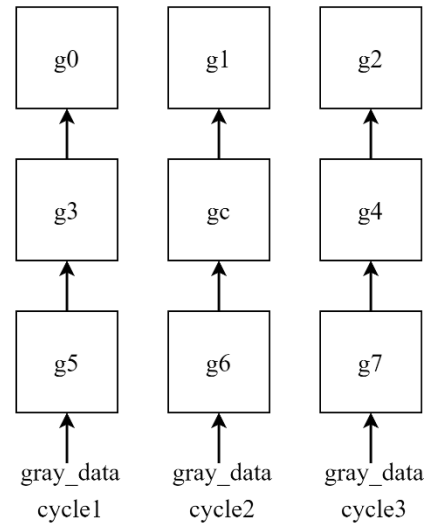 g0 g1 g2
g3 gc g4
g5 g6 g7
gray_data gray_data gray_data
cycle1 cycle2 cycle3